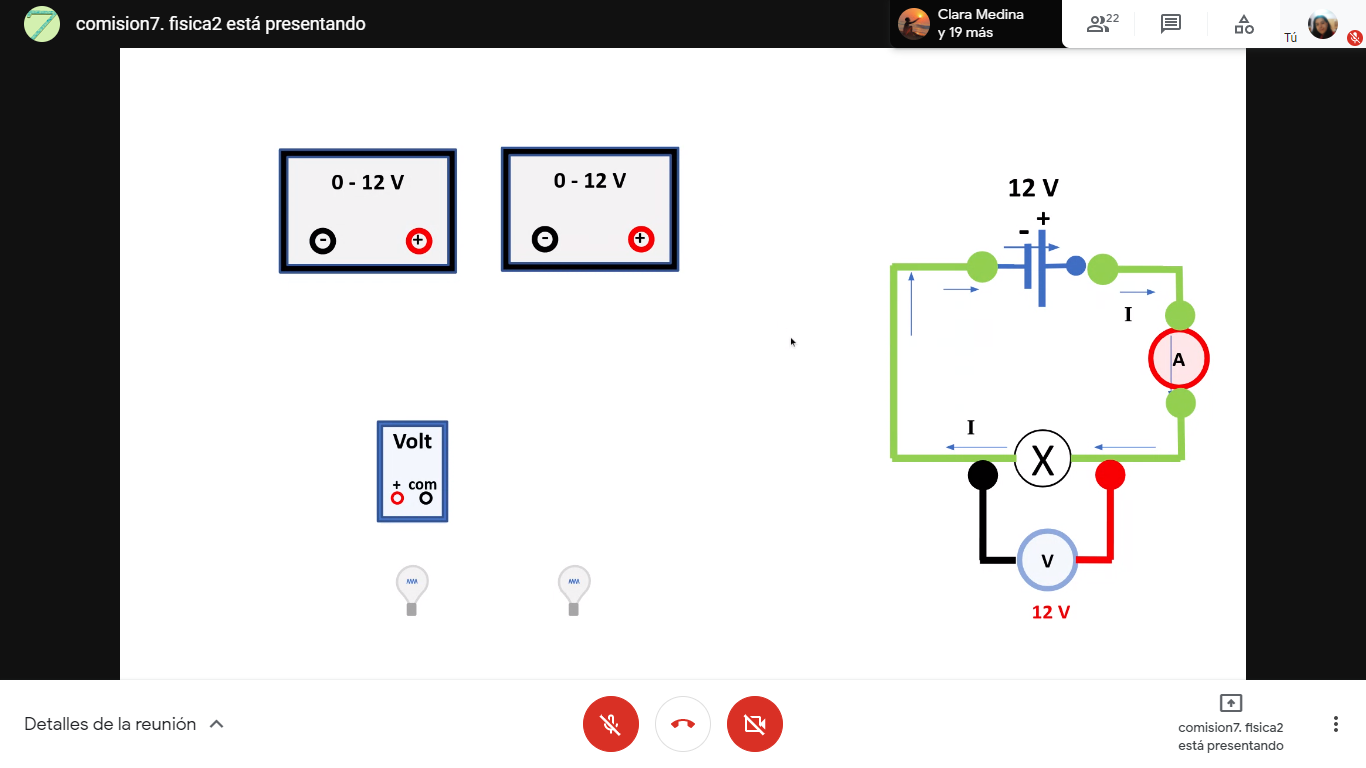 7
comision7. fisica2 está presentando
Clara Medina
y 19 más
22
Tú
0 - 12 V
- +
0 - 12 V
- +
12 V
+
-
I
A
I
X
V
12 V
Volt
+ com
Detalles de la reunión
comision7. fisica2
está presentando